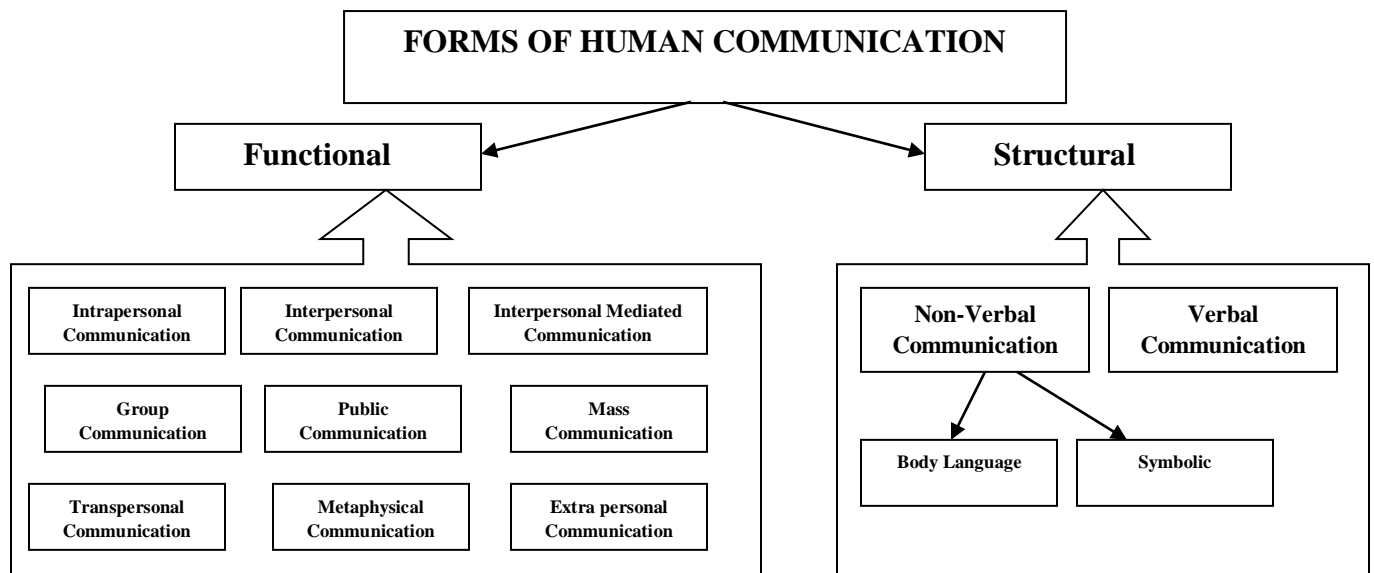 FORMS OF HUMAN COMMUNICATION
Functional
Structural
Intrapersonal
Communication
Interpersonal
Communication
Interpersonal Mediated
Communication
Group
Communication
Public
Communication
Mass
Communication
Transpersonal
Communication
Metaphysical
Communication
Extra personal
Communication
Non-Verbal
Communication
Verbal
Communication
Body Language
Symbolic